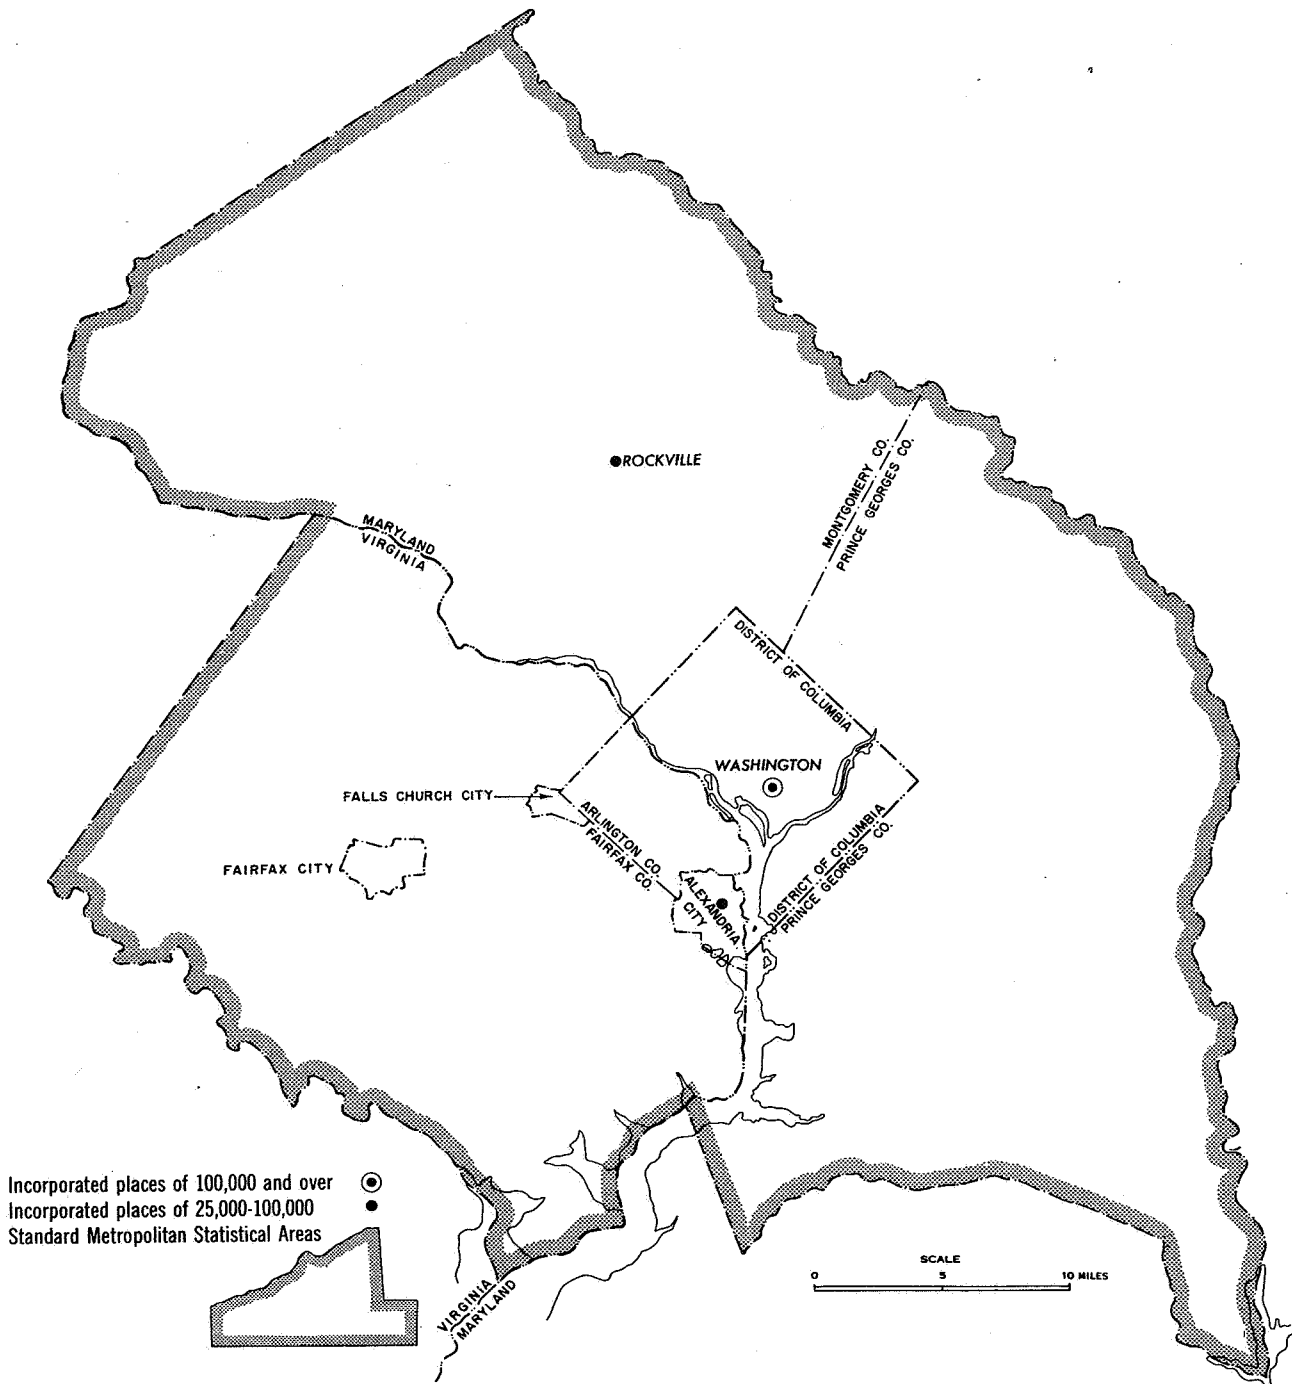 ROCKVILLE
MONTGOMERY CO.
PRINCE GEORGES CO.
MARYLAND
VIRGINIA
DISTRICT OF COLUMBIA
WASHINGTON
FALLS CHURCH CITY
ARLINGTON CO.
FAIRFAX CO.
FAIRFAX CITY
ALEXANDRIA
CITY
DISTRICT OF COLUMBIA
PRINCE GEORGES CO.
Incorporated places of 100,000 and over
Incorporated places of 25,000-100,000
Standard Metropolitan Statistical Areas
VIRGINIA
MARYLAND
SCALE
0 5 10 MILES